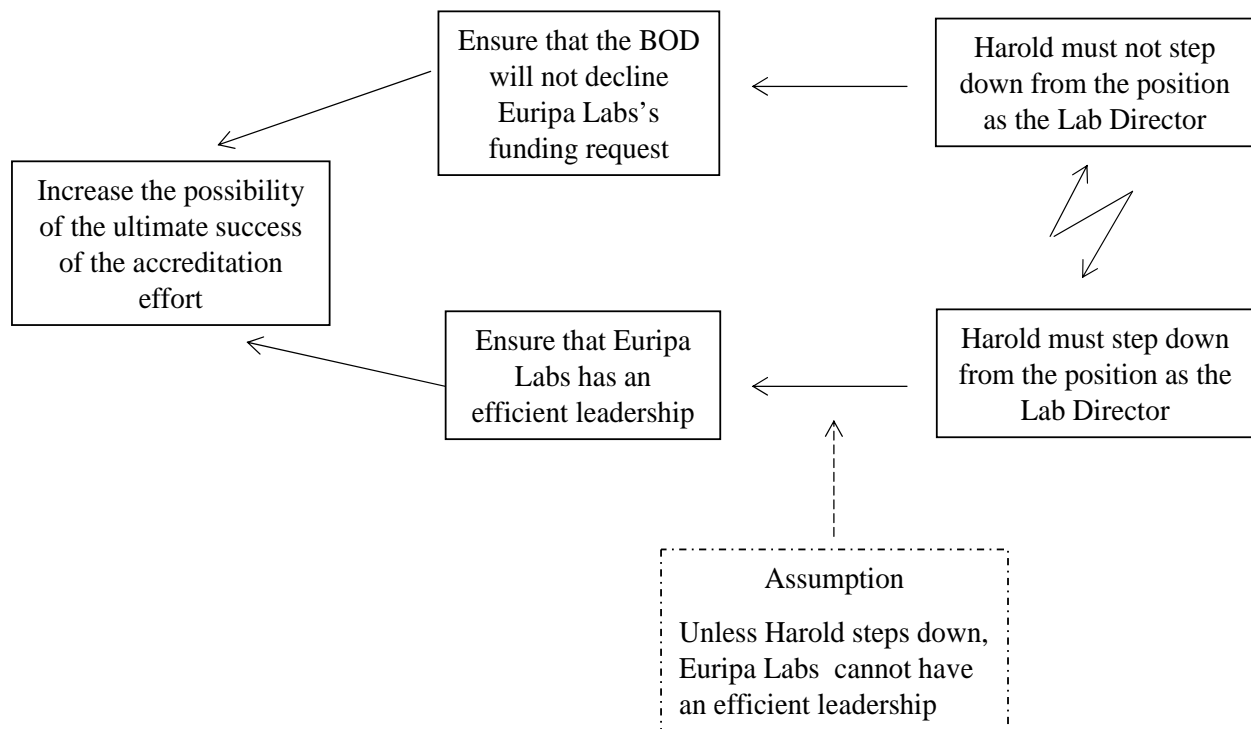 Ensure that the BOD
will not decline
Euripa Labs’s
funding request
Harold must not step
down from the position
as the Lab Director
Increase the possibility
of the ultimate success
of the accreditation
effort
Ensure that Euripa
Labs has an
efficient leadership
Harold must step down
from the position as the
Lab Director
Assumption
Unless Harold steps down,
Euripa Labs cannot have
an efficient leadership